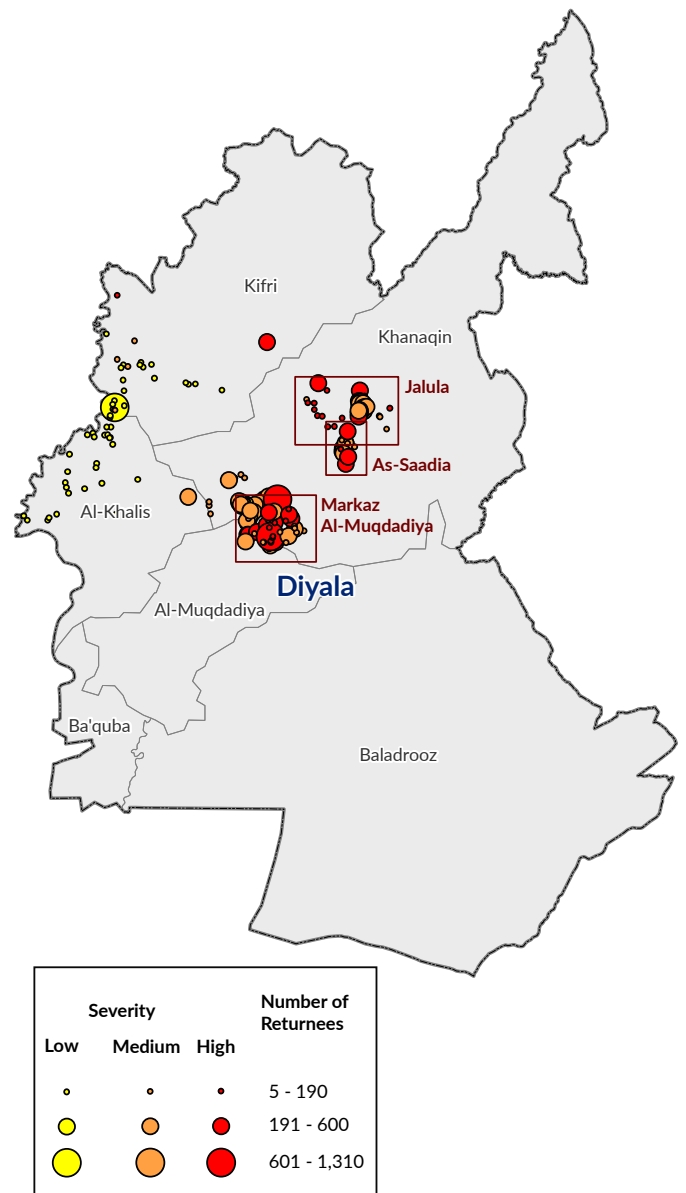 Kifri
Khanaqin
Jalula
As-Saadia
Markaz
Al-Muqdadiya
Al-Khalis
Diyala
Al-Muqdadiya
Ba'quba
Baladrooz
Severity
Number of
Returnees
Low Medium High
5 - 190
191 - 600
601 - 1,310